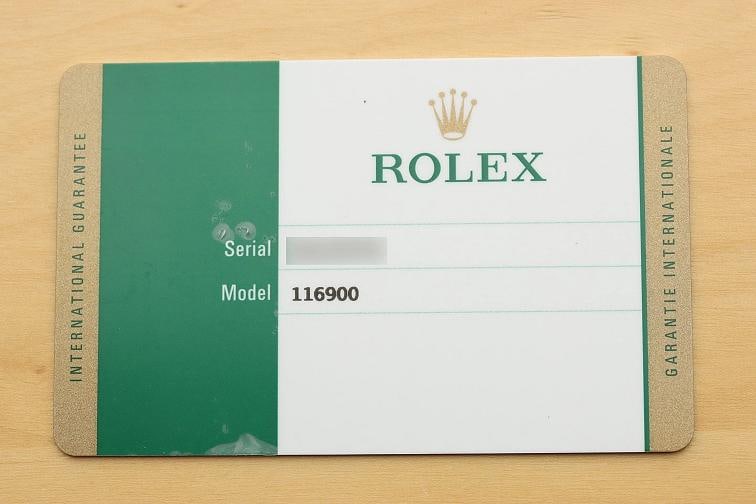 INTERNATIONAL GUARANTEE
ROLEX
Serial
Model 116900
GARANTIE INTERNATIONALE